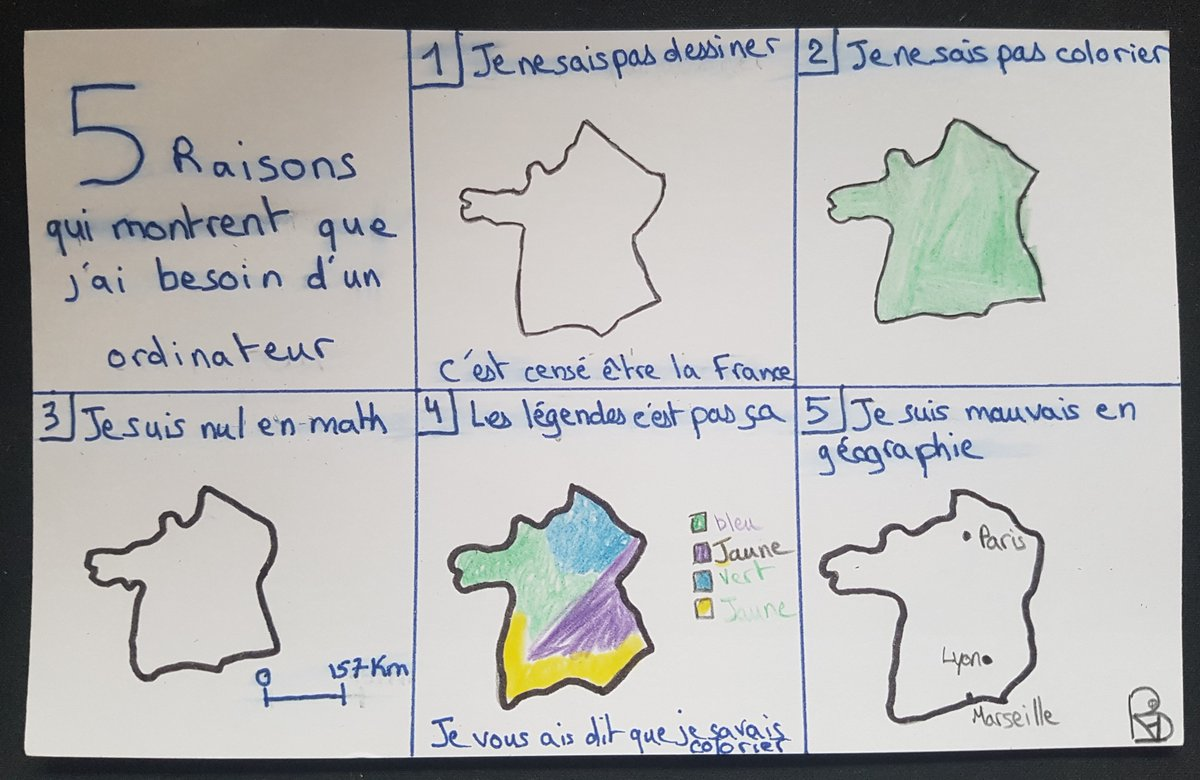 5 Raisons
qui montrent que
j'ai besoin d'un
ordinateur
1 Je ne sais pas dessiner
c'est censé être la France
2 Je ne sais pas colorier
3 Je suis nul en math
0 157 Km
4 Les légendes c'est pas ça
bleu
Jaune
vert
Jaune
Je vous ais dit que je savais
colorier
5 Je suis mauvais en
géographie
Paris
Lyon
Marseille